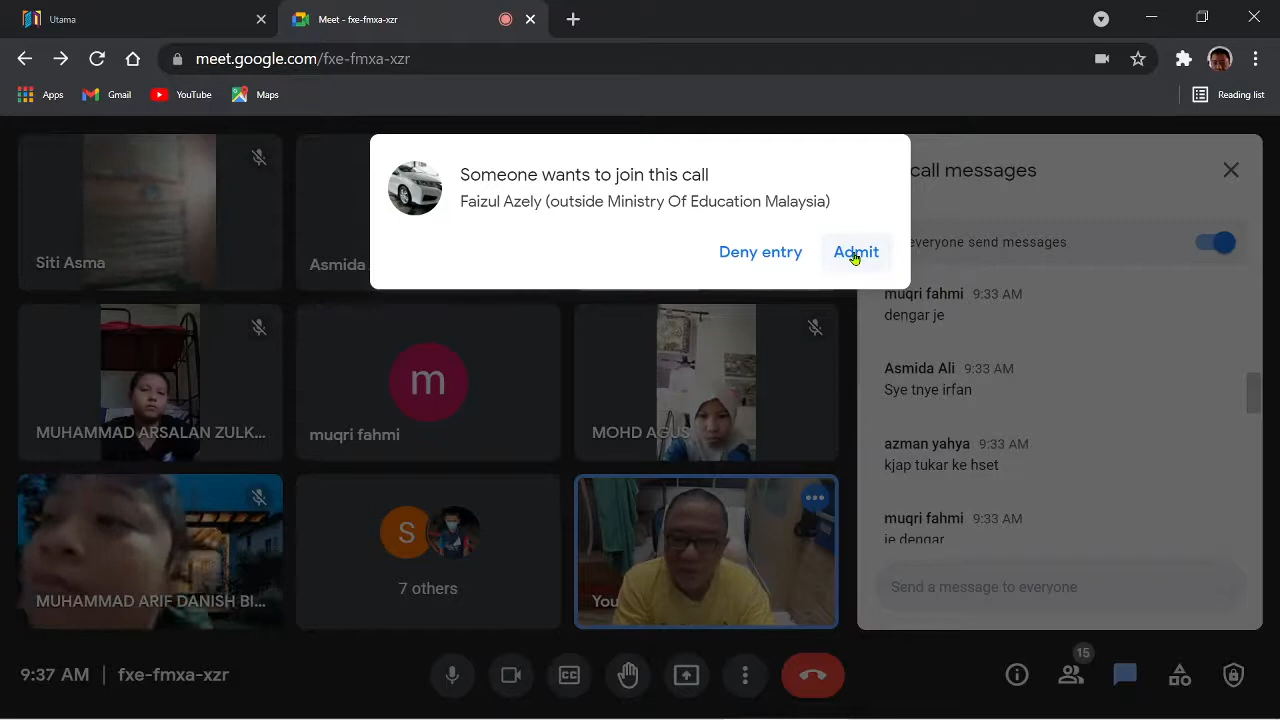 Utama
Meet - fxe-fmxa-xzr
meet.google.com/fxe-fmxa-xzr
Apps
Gmail
YouTube
Maps
Reading list
Someone wants to join this call
Faizul Azely (outside Ministry Of Education Malaysia)
Deny entry
Admit
Siti Asma
Asmida
MUHAMMAD ARSALAN ZULK...
m
muqri fahmi
MOHD AGUS
MUHAMMAD ARIF DANISH BI...
S
7 others
You
call messages
everyone send messages
muqri fahmi 9:33 AM
dengar je
Asmida Ali 9:33 AM
Sye tnye irfan
azman yahya 9:33 AM
kjap tukar ke hset
muqri fahmi 9:33 AM
je dengar
Send a message to everyone
9:37 AM | fxe-fmxa-xzr
15